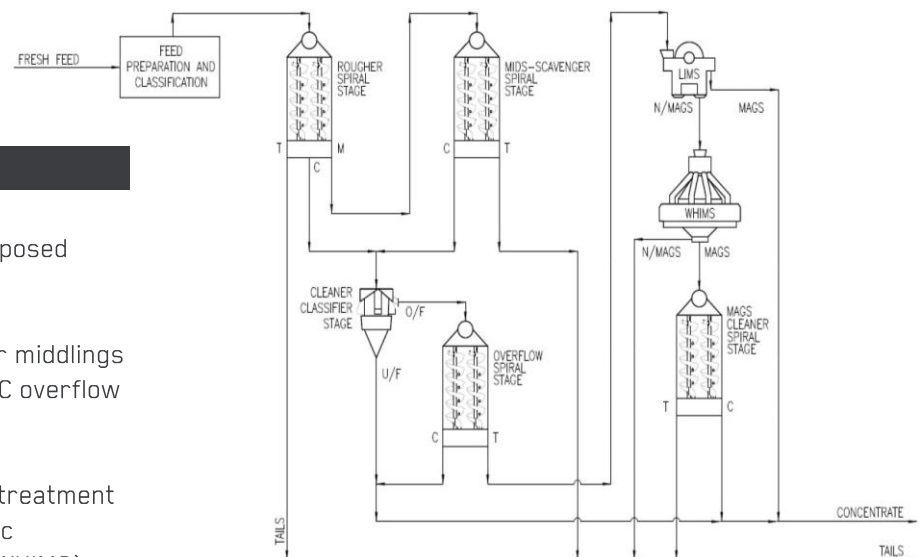 FRESH FEED
FEED
PREPARATION AND
CLASSIFICATION
ROUGHER
SPIRAL
STAGE
T
M
C
MIDS-SCAVENGER
SPIRAL
STAGE
C
T
LIMS
N/MAGS
MAGS
WHIMS
N/MAGS
MAGS
posed
r middlings
C overflow
treatment
c
CLEANER
CLASSIFIER
STAGE
O/F
U/F
OVERFLOW
SPIRAL
STAGE
C
T
MAGS
CLEANER
SPIRAL
STAGE
T
C
TAILS
CONCENTRATE
TAILS